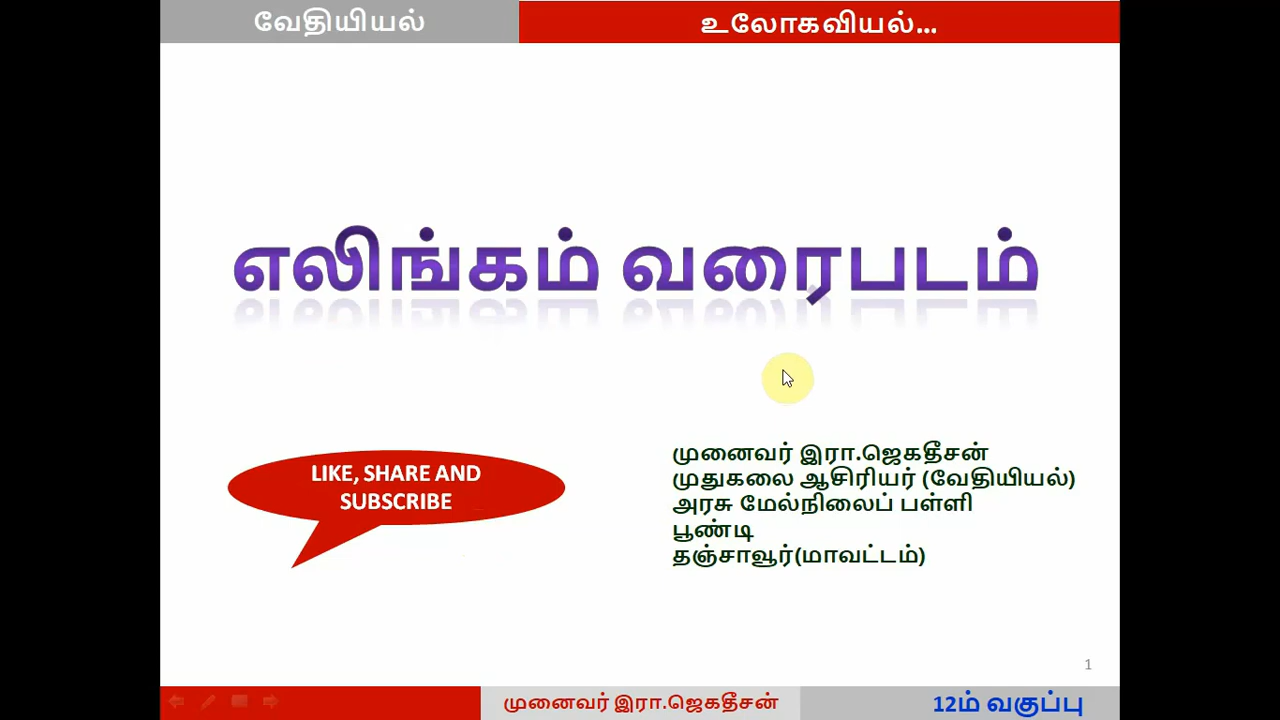 வேதியியல்
உலோகவியல்...
எலிங்கம் வரைபடம்
LIKE, SHARE AND
SUBSCRIBE
முனைவர் இரா.ஜெகதீசன்
முதுகலை ஆசிரியர் (வேதியியல்)
அரசு மேல்நிலைப் பள்ளி
பூண்டி
தஞ்சாவூர்(மாவட்டம்)
1
முனைவர் இரா.ஜெகதீசன்
12ம் வகுப்பு